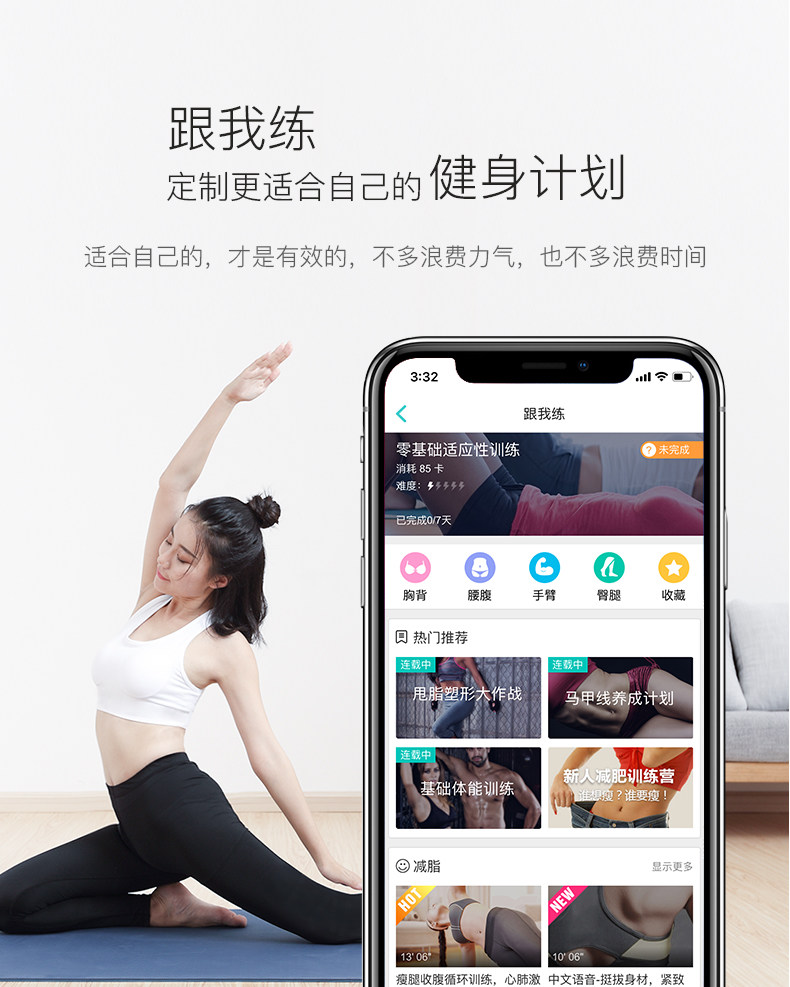 跟我练
定制更适合自己的 健身计划
适合自己的，才是有效的，不多浪费力气，也不多浪费时间
3:32
跟我练
零基础适应性训练
? 未完成
消耗 85 卡
难度：
已完成0/7天
胸背 腰腹 手臂 臀腿 收藏
热门推荐
连载中
甩脂塑形大作战
连载中
马甲线养成计划
连载中
基础体能训练
新人减肥训练营
谁想瘦？谁要瘦！
减脂 显示更多
HOT
13' 06"
NEW
10' 06"
瘦腿收腹循环训练，心肺激
中文语音-挺拔身材，紧致